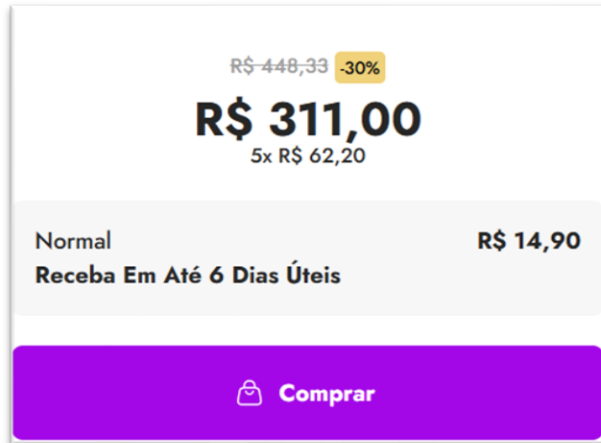 R$ 448,33 -30%
R$ 311,00
5x R$ 62,20
Normal R$ 14,90
Receba Em Até 6 Dias Úteis
Comprar